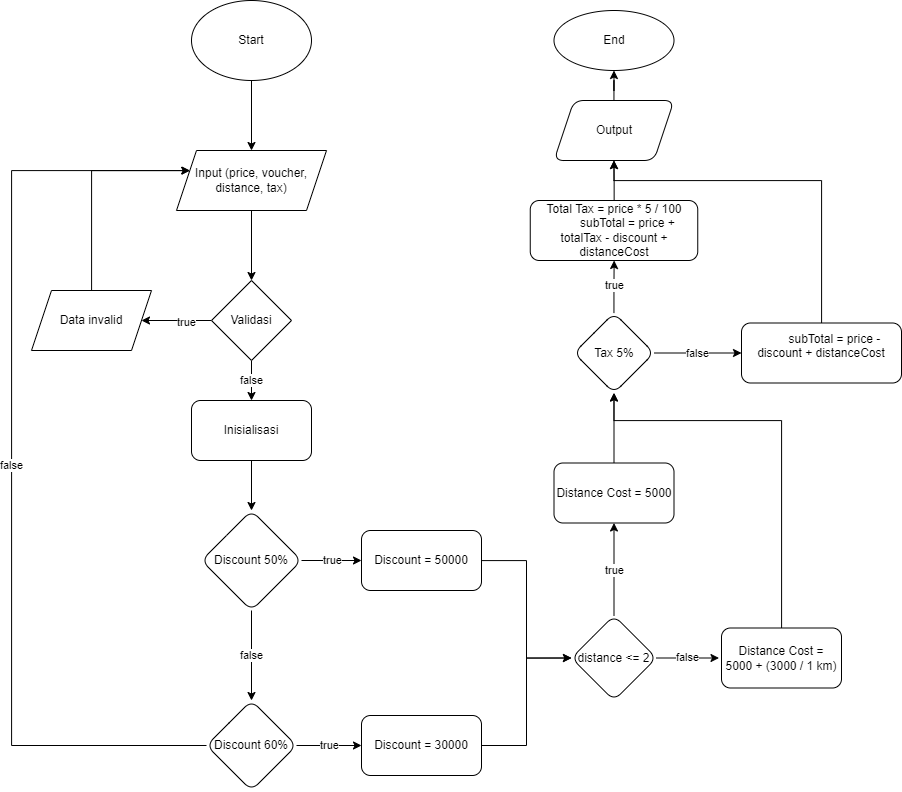 Start
Input (price, voucher,
distance, tax)
Validasi
true
Data invalid
false
Inisialisasi
Discount 50%
true
Discount = 50000
false
Discount 60%
true
Discount = 30000
false
distance <= 2
true
false
Distance Cost =
5000 + (3000 / 1 km)
Distance Cost = 5000
Tax 5%
true
false
subTotal = price -
discount + distanceCost
Total Tax = price * 5 / 100
subTotal = price +
totalTax - discount +
distanceCost
Output
End